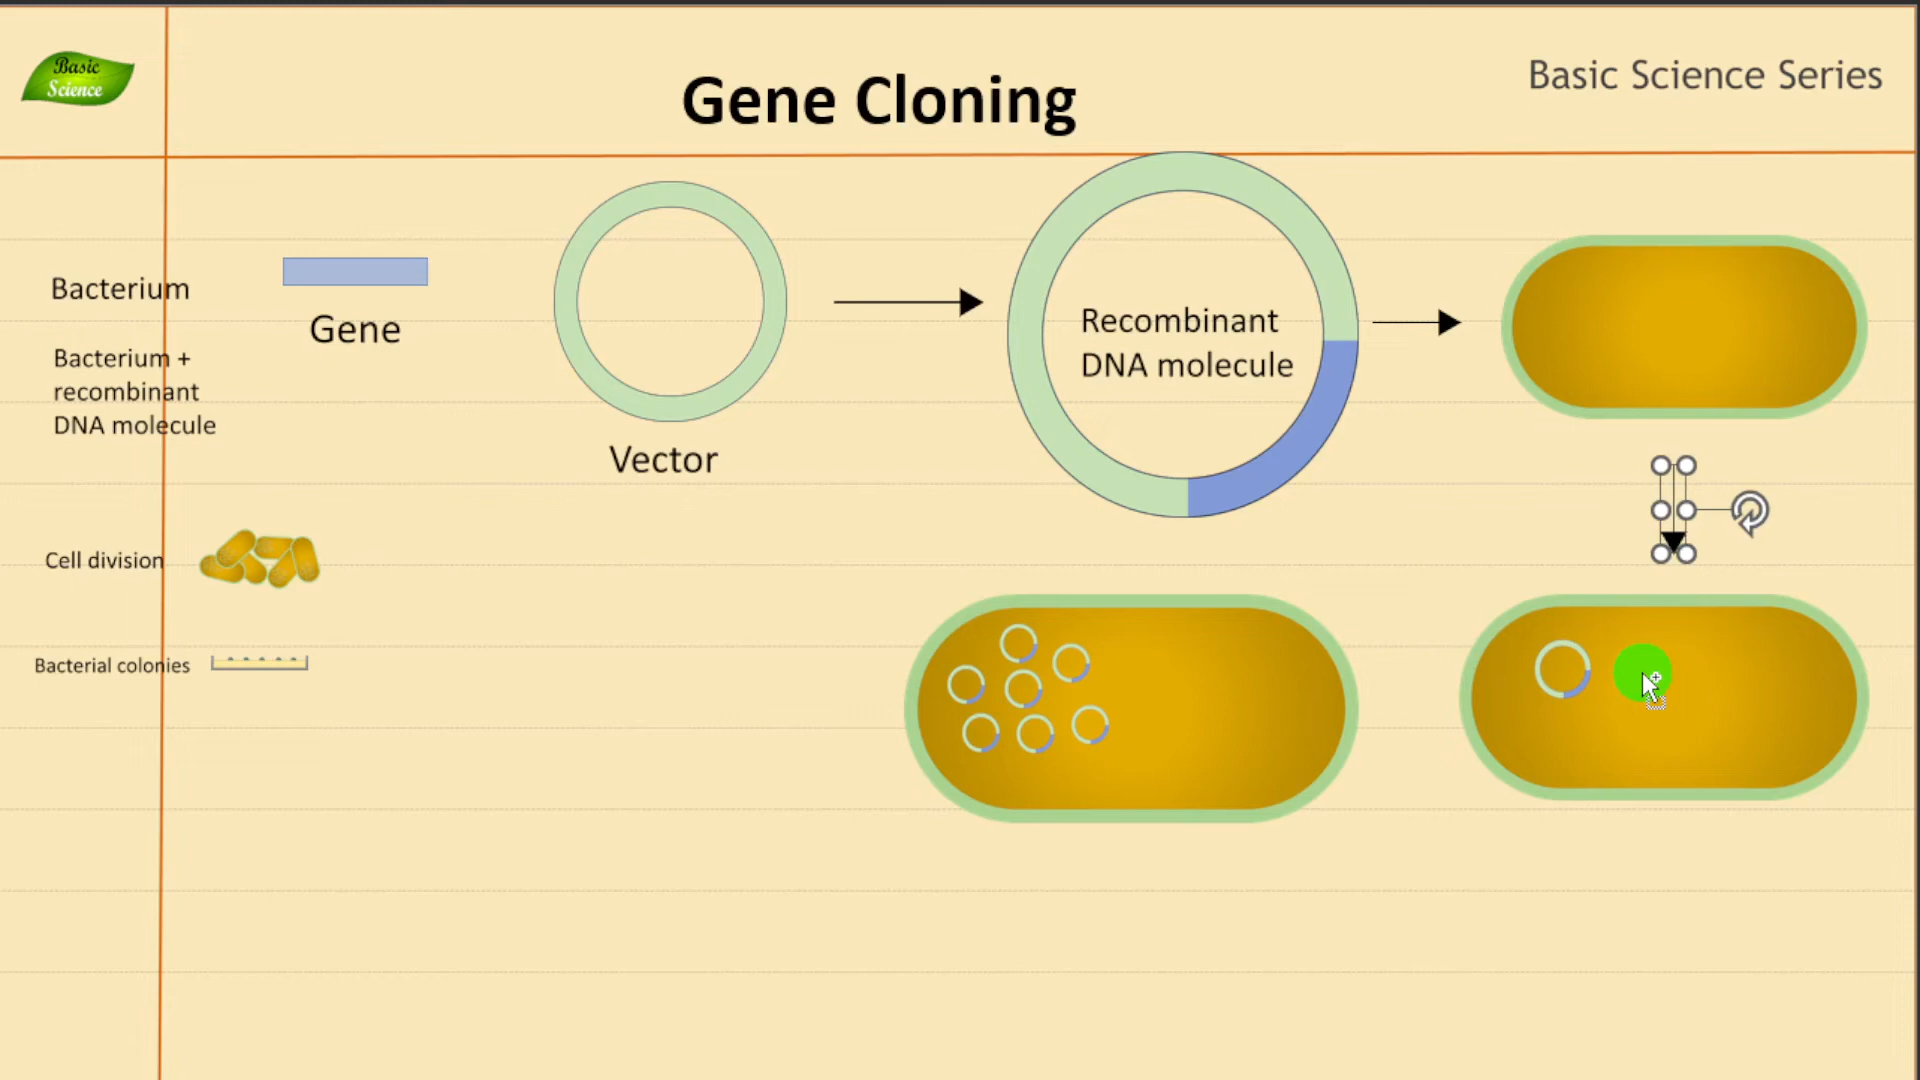 Basic
Science
Gene Cloning
Basic Science Series
Bacterium
Gene
Bacterium +
recombinant
DNA molecule
Vector
Recombinant
DNA molecule
Cell division
Bacterial colonies